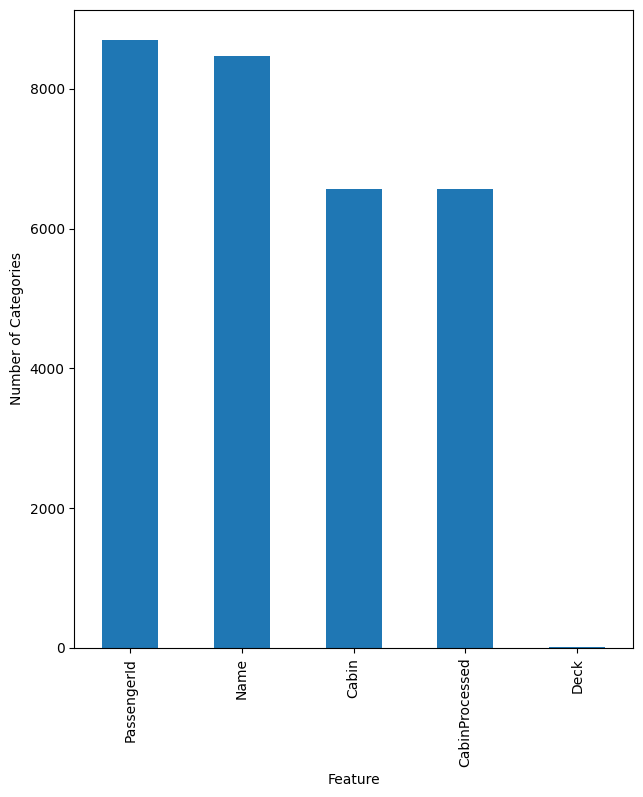 Number of Categories
8000
6000
4000
2000
0
PassengerId
Name
Cabin
CabinProcessed
Deck
Feature